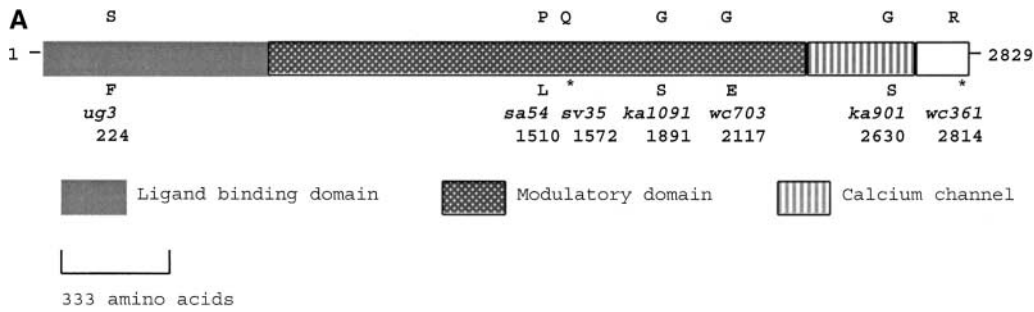 A
S P Q G G G R
1 2829
F L * S E S *
ug3 sa54 sv35 ka1091 wc703 ka901 wc361
224 1510 1572 1891 2117 2630 2814
Ligand binding domain Modulatory domain Calcium channel
333 amino acids